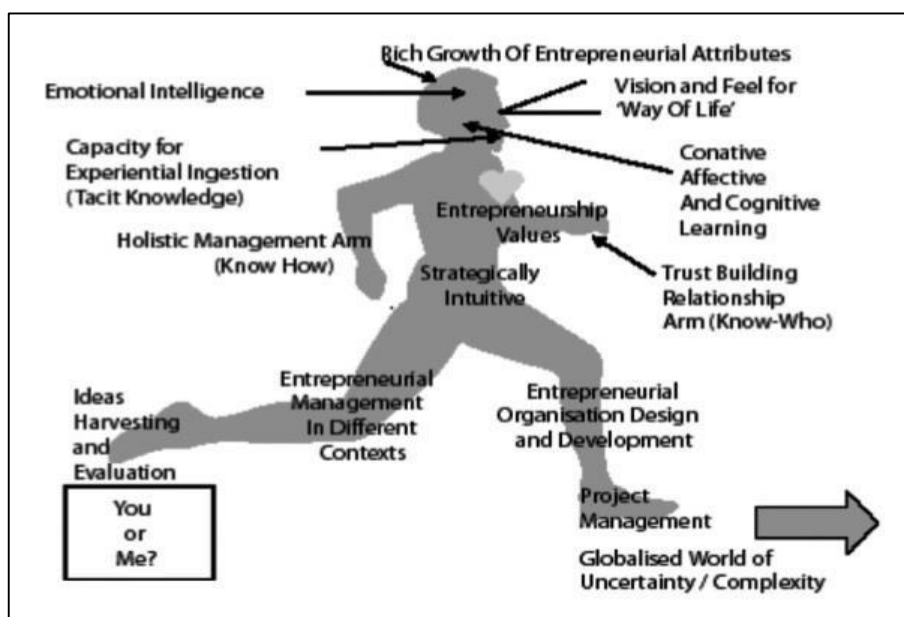 Rich Growth Of Entrepreneurial Attributes
Emotional Intelligence
Vision and Feel for
'Way Of Life'
Capacity for
Experiential Ingestion
(Tacit Knowledge)
Conative
Affective
And Cognitive
Learning
Entrepreneurship
Values
Holistic Management Arm
(Know How)
Strategically
Intuitive
Trust Building
Relationship
Arm (Know-Who)
Ideas
Harvesting
and
Evaluation
Entrepreneurial
Management
In Different
Contexts
Entrepreneurial
Organisation Design
and Development
You
or
Me?
Project
Management
Globalised World of
Uncertainty / Complexity